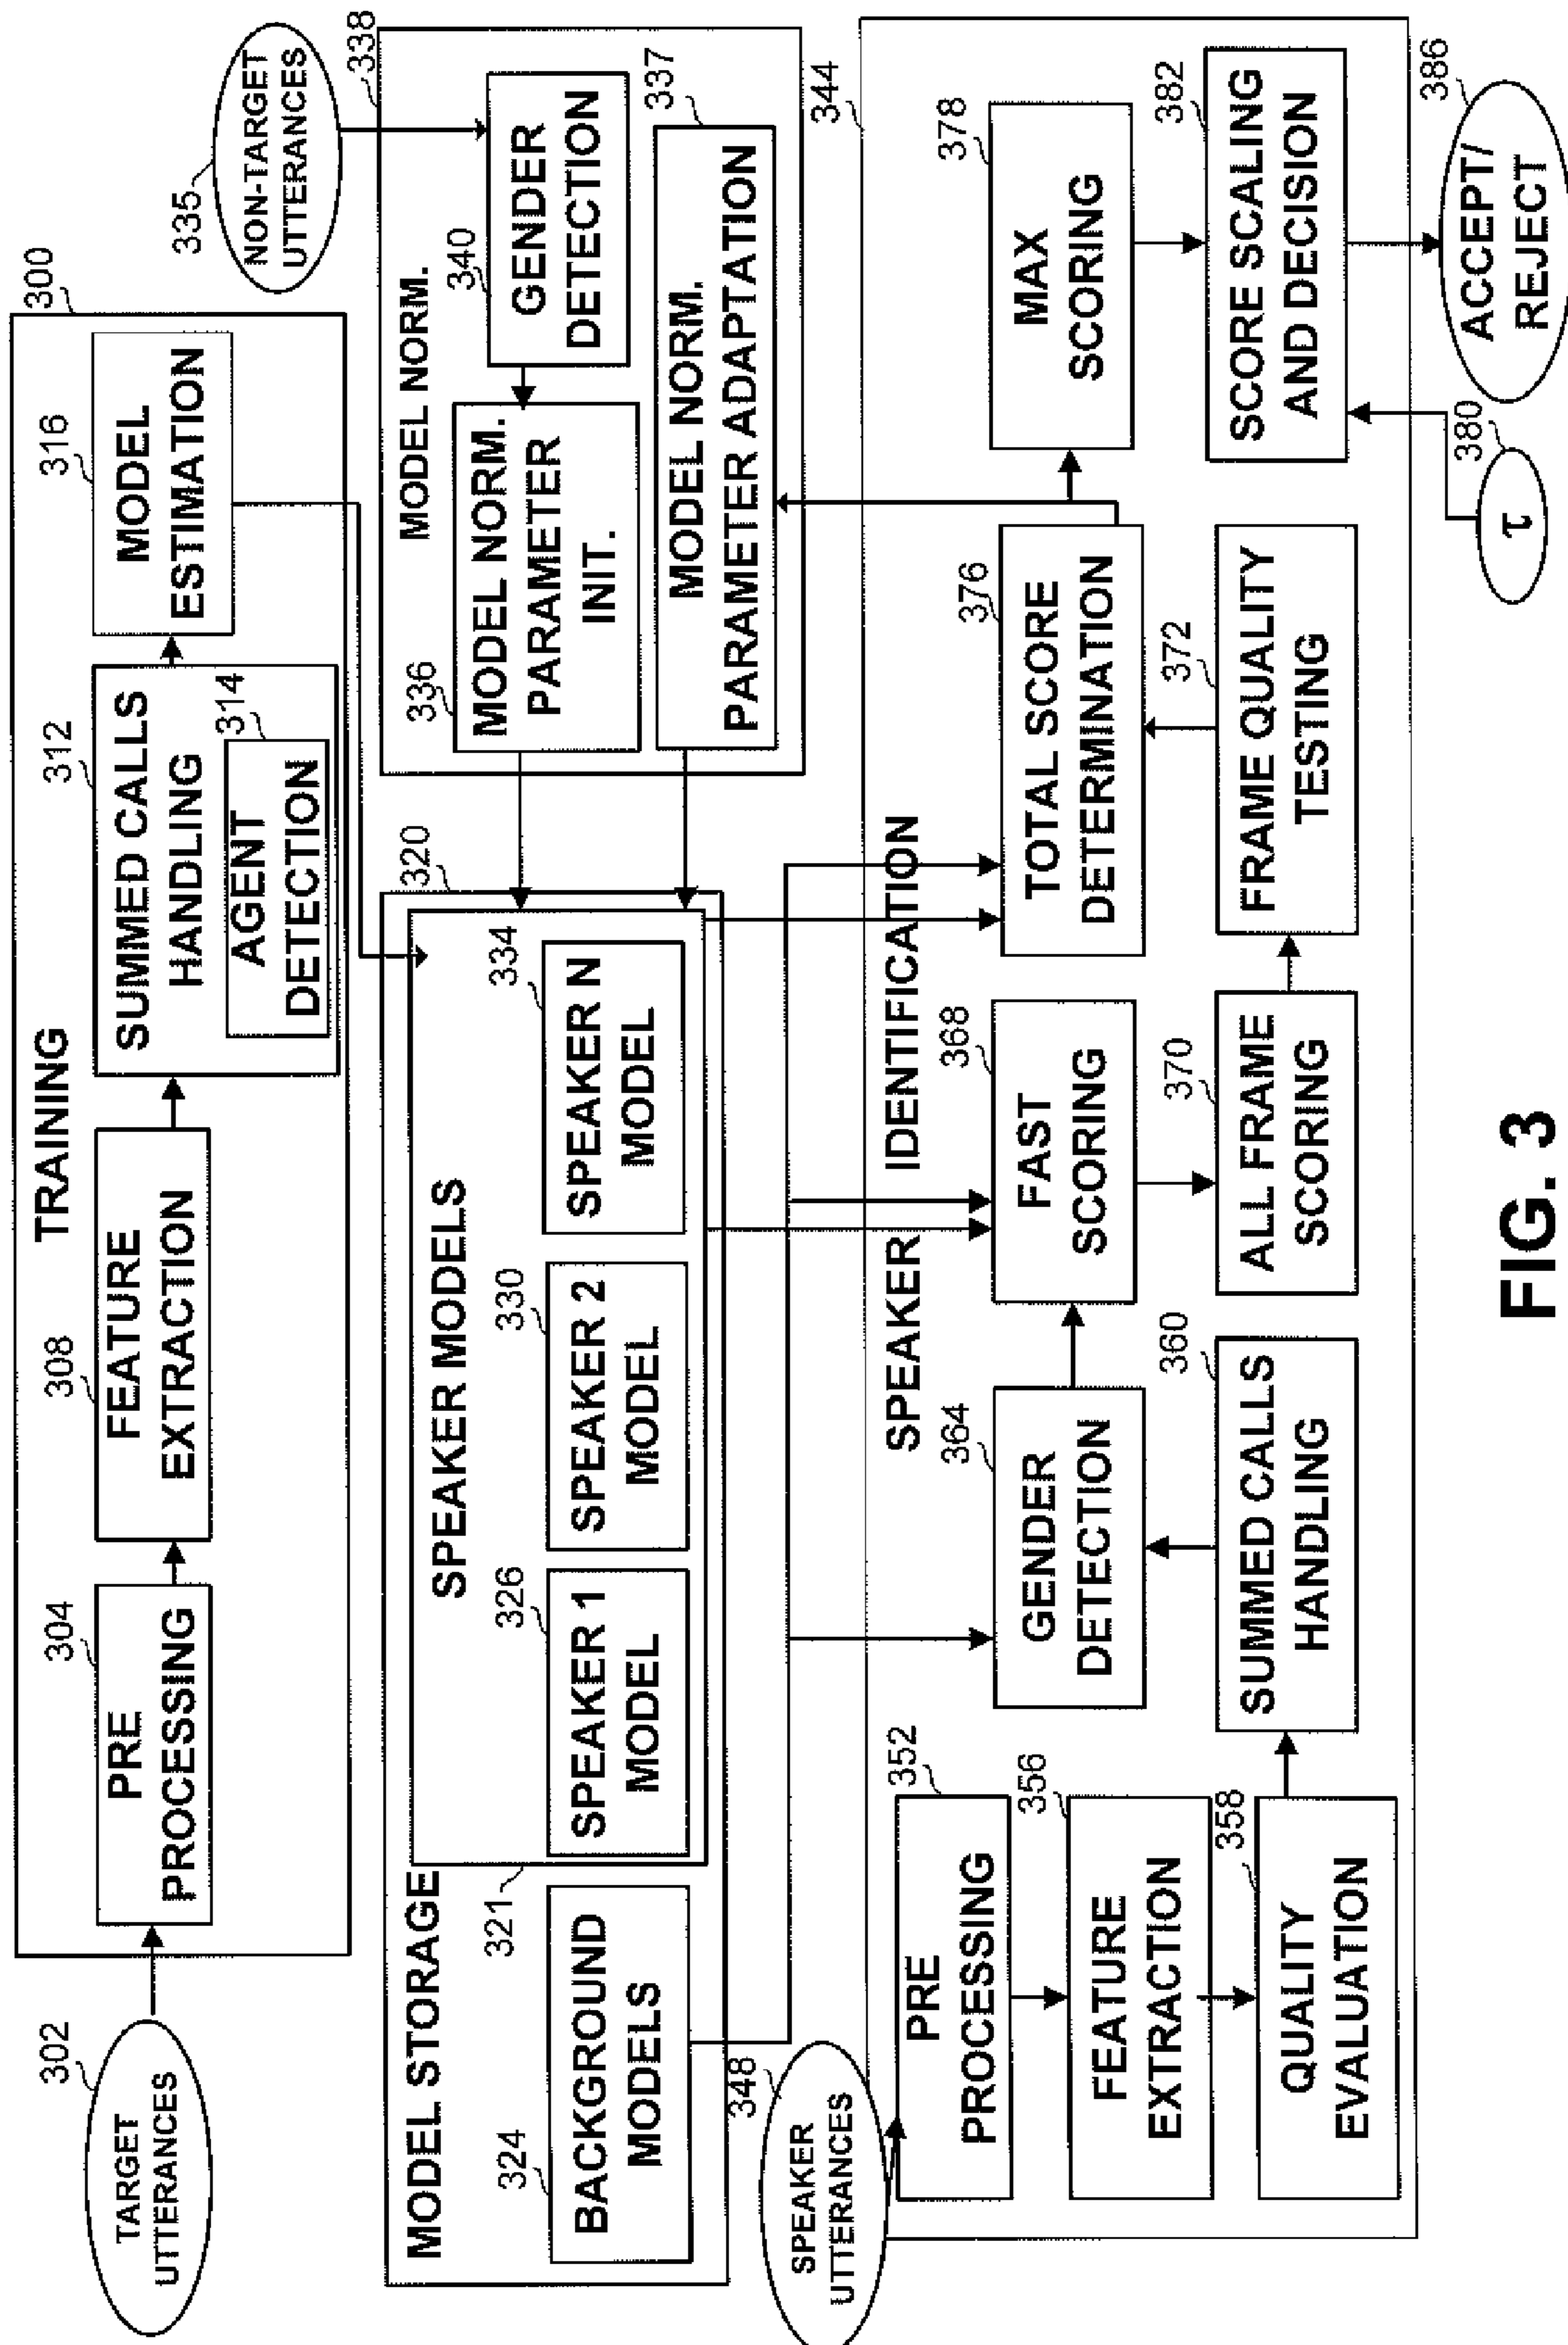 300
TRAINING
302
TARGET
UTTERANCES
304
PRE
PROCESSING
308
FEATURE
EXTRACTION
312
SUMMED CALLS
HANDLING
314
AGENT
DETECTION
316
MODEL
ESTIMATION
335
NON-TARGET
UTTERANCES
MODEL STORAGE
320
324
BACKGROUND
MODELS
321
SPEAKER MODELS
326
SPEAKER 1
MODEL
330
SPEAKER 2
MODEL
334
SPEAKER N
MODEL
MODEL NORM.
338
336
MODEL NORM.
PARAMETER
INIT.
340
GENDER
DETECTION
337
MODEL NORM.
PARAMETER ADAPTATION
344
SPEAKER IDENTIFICATION
348
SPEAKER
UTTERANCES
352
PRE
PROCESSING
356
FEATURE
EXTRACTION
358
QUALITY
EVALUATION
360
SUMMED CALLS
HANDLING
364
GENDER
DETECTION
368
FAST
SCORING
370
ALL FRAME
SCORING
372
FRAME QUALITY
TESTING
376
TOTAL SCORE
DETERMINATION
378
MAX
SCORING
382
SCORE SCALING
AND DECISION
380
τ
386
ACCEPT/
REJECT
FIG. 3